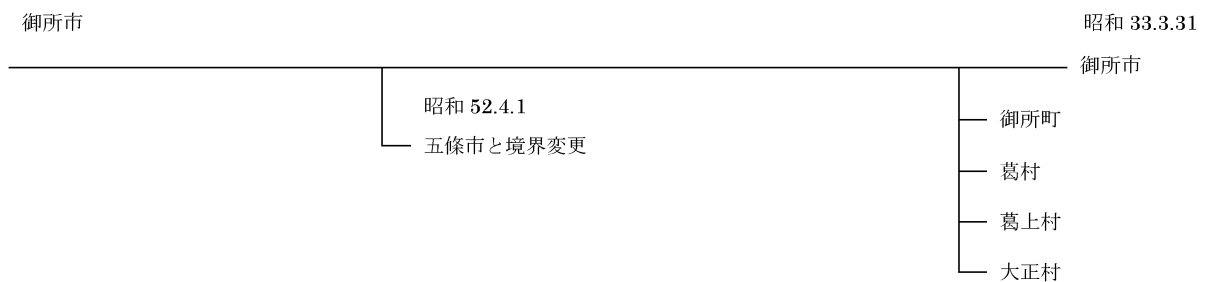 御所市
昭和 33.3.31
御所市
昭和 52.4.1
五條市と境界変更
御所町
葛村
葛上村
大正村